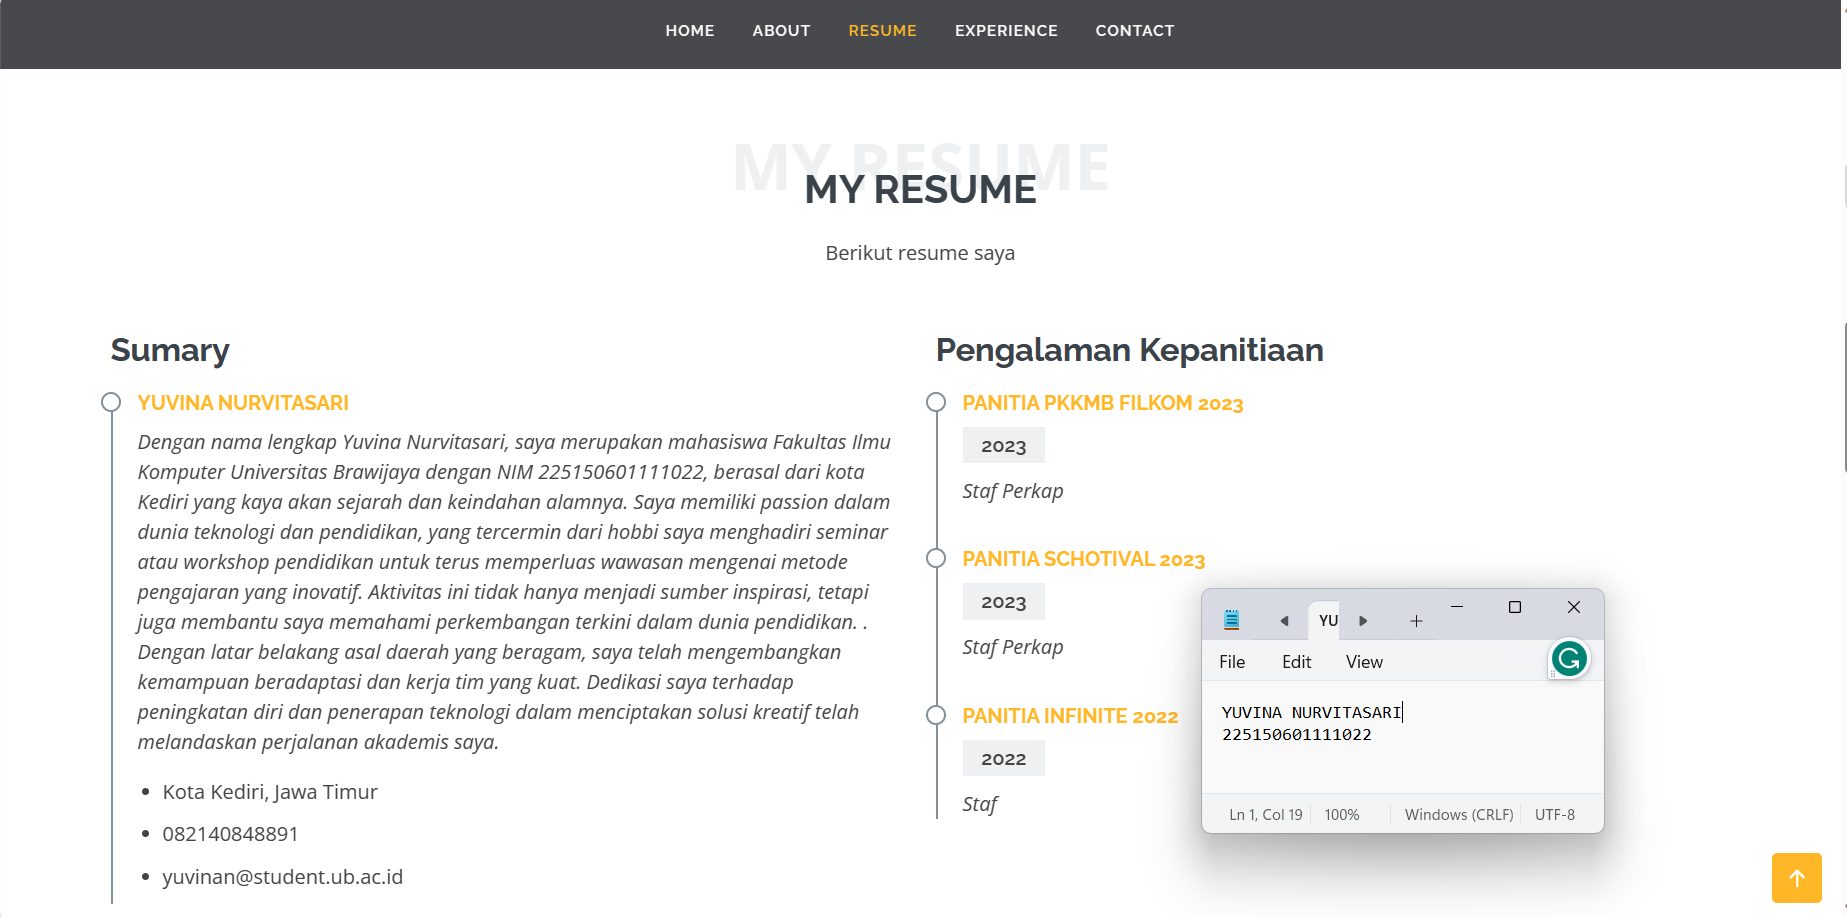 HOME ABOUT RESUME EXPERIENCE CONTACT
MY RESUME
MY RESUME
Berikut resume saya
Sumary
YUVINA NURVITASARI
Dengan nama lengkap Yuvina Nurvitasari, saya merupakan mahasiswa Fakultas Ilmu
Komputer Universitas Brawijaya dengan NIM 225150601111022, berasal dari kota
Kediri yang kaya akan sejarah dan keindahan alamnya. Saya memiliki passion dalam
dunia teknologi dan pendidikan, yang tercermin dari hobbi saya menghadiri seminar
atau workshop pendidikan untuk terus memperluas wawasan mengenai metode
pengajaran yang inovatif. Aktivitas ini tidak hanya menjadi sumber inspirasi, tetapi
juga membantu saya memahami perkembangan terkini dalam dunia pendidikan. .
Dengan latar belakang asal daerah yang beragam, saya telah mengembangkan
kemampuan beradaptasi dan kerja tim yang kuat. Dedikasi saya terhadap
peningkatan diri dan penerapan teknologi dalam menciptakan solusi kreatif telah
melandaskan perjalanan akademis saya.
Kota Kediri, Jawa Timur
082140848891
yuvinan@student.ub.ac.id
Pengalaman Kepanitiaan
PANITIA PKKMB FILKOM 2023
2023
Staf Perkap
PANITIA SCHOTIVAL 2023
2023
Staf Perkap
PANITIA INFINITE 2022
2022
Staf
YU
File Edit View
YUVINA NURVITASARI
225150601111022
Ln 1, Col 19 100% Windows (CRLF) UTF-8